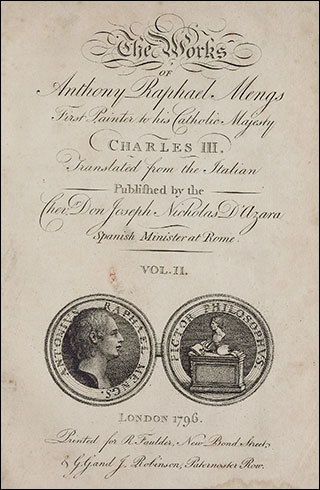 The Works
OF
Anthony Raphael Mengs
First Painter to his Catholic Majesty
CHARLES III.
Translated from the Italian
Published by the
Chev. Don Joseph Nicholas D'Azara
Spanish Minister at Rome.
VOL. II.
ANTONIUS RAPHAEL MENGS.
PICTOR PHILOSOPHUS.
LONDON 1796.
Printed for R. Faulder, New Bond Street,
& G.G. and J. Robinson, Paternoster Row.